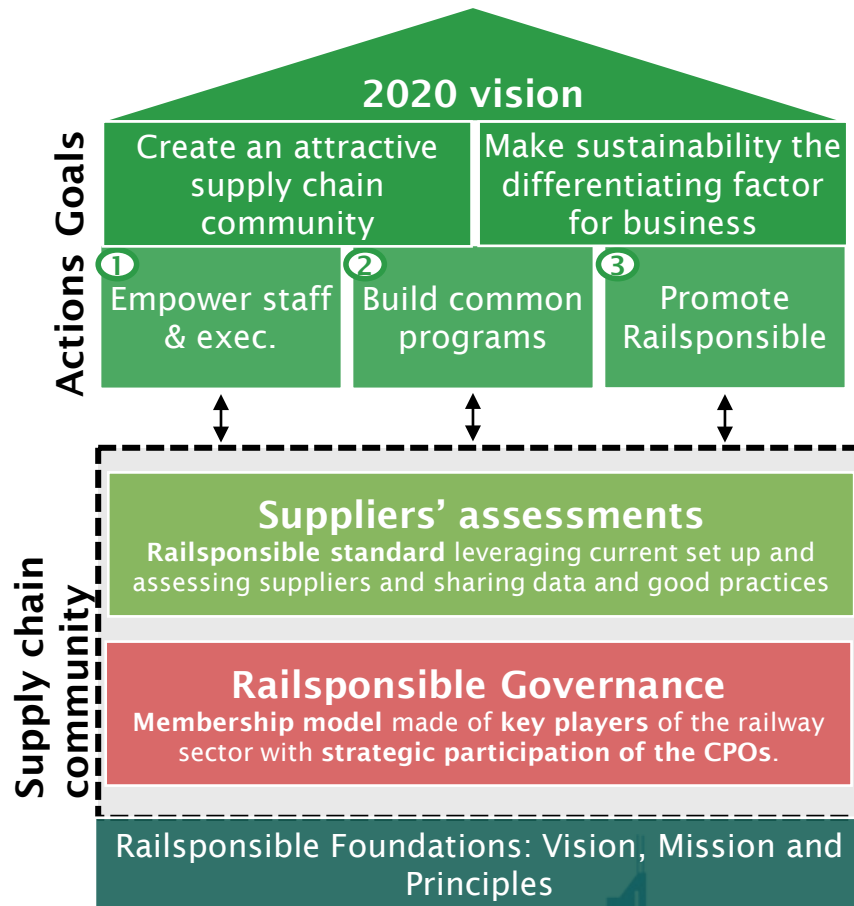 2020 vision
Goals
Create an attractive
supply chain
community
Make sustainability the
differentiating factor
for business
Actions
1
Empower staff
& exec.
2
Build common
programs
3
Promote
Railsponsible
Supply chain
community
Suppliers’ assessments
Railsponsible standard leveraging current set up and
assessing suppliers and sharing data and good practices
Railsponsible Governance
Membership model made of key players of the railway
sector with strategic participation of the CPOs.
Railsponsible Foundations: Vision, Mission and
Principles